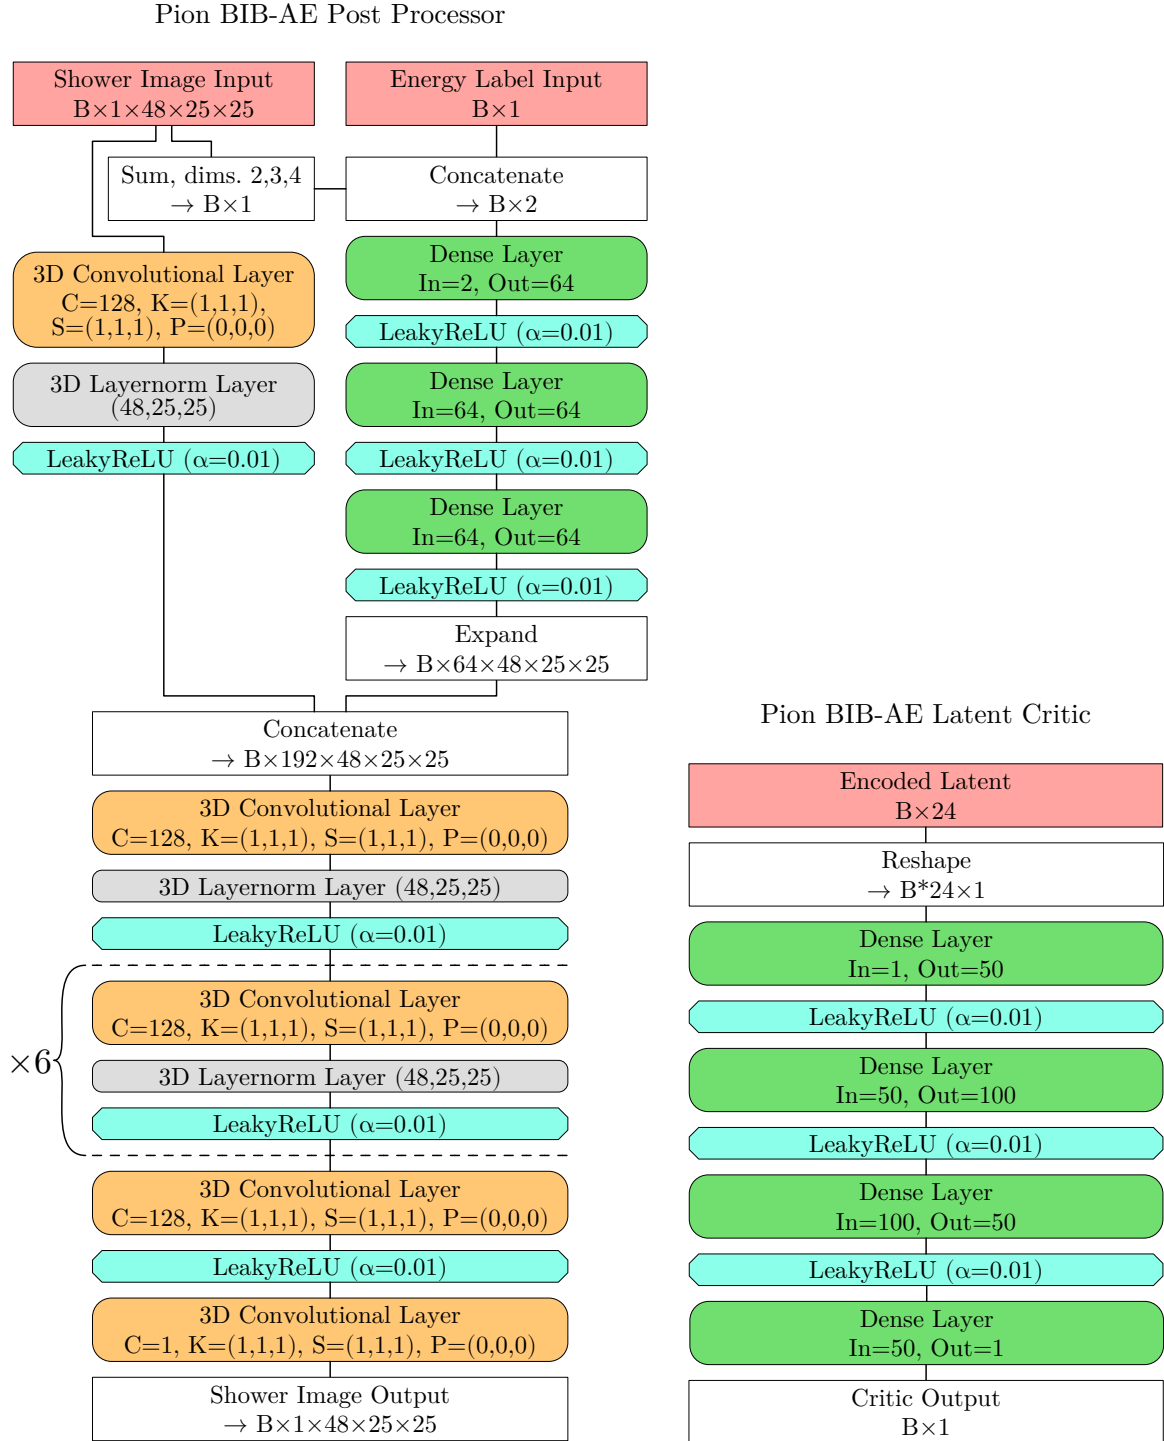 Pion BIB-AE Post Processor
Shower Image Input
B×1×48×25×25
Energy Label Input
B×1
Sum, dims. 2,3,4
→ B×1
Concatenate
→ B×2
3D Convolutional Layer
C=128, K=(1,1,1),
S=(1,1,1), P=(0,0,0)
3D Layernorm Layer
(48,25,25)
LeakyReLU (α=0.01)
Dense Layer
In=2, Out=64
LeakyReLU (α=0.01)
Dense Layer
In=64, Out=64
LeakyReLU (α=0.01)
Dense Layer
In=64, Out=64
LeakyReLU (α=0.01)
Expand
→ B×64×48×25×25
Concatenate
→ B×192×48×25×25
3D Convolutional Layer
C=128, K=(1,1,1), S=(1,1,1), P=(0,0,0)
3D Layernorm Layer (48,25,25)
LeakyReLU (α=0.01)
×6
3D Convolutional Layer
C=128, K=(1,1,1), S=(1,1,1), P=(0,0,0)
3D Layernorm Layer (48,25,25)
LeakyReLU (α=0.01)
3D Convolutional Layer
C=128, K=(1,1,1), S=(1,1,1), P=(0,0,0)
LeakyReLU (α=0.01)
3D Convolutional Layer
C=1, K=(1,1,1), S=(1,1,1), P=(0,0,0)
Shower Image Output
→ B×1×48×25×25
Pion BIB-AE Latent Critic
Encoded Latent
B×24
Reshape
→ B*24×1
Dense Layer
In=1, Out=50
LeakyReLU (α=0.01)
Dense Layer
In=50, Out=100
LeakyReLU (α=0.01)
Dense Layer
In=100, Out=50
LeakyReLU (α=0.01)
Dense Layer
In=50, Out=1
Critic Output
B×1